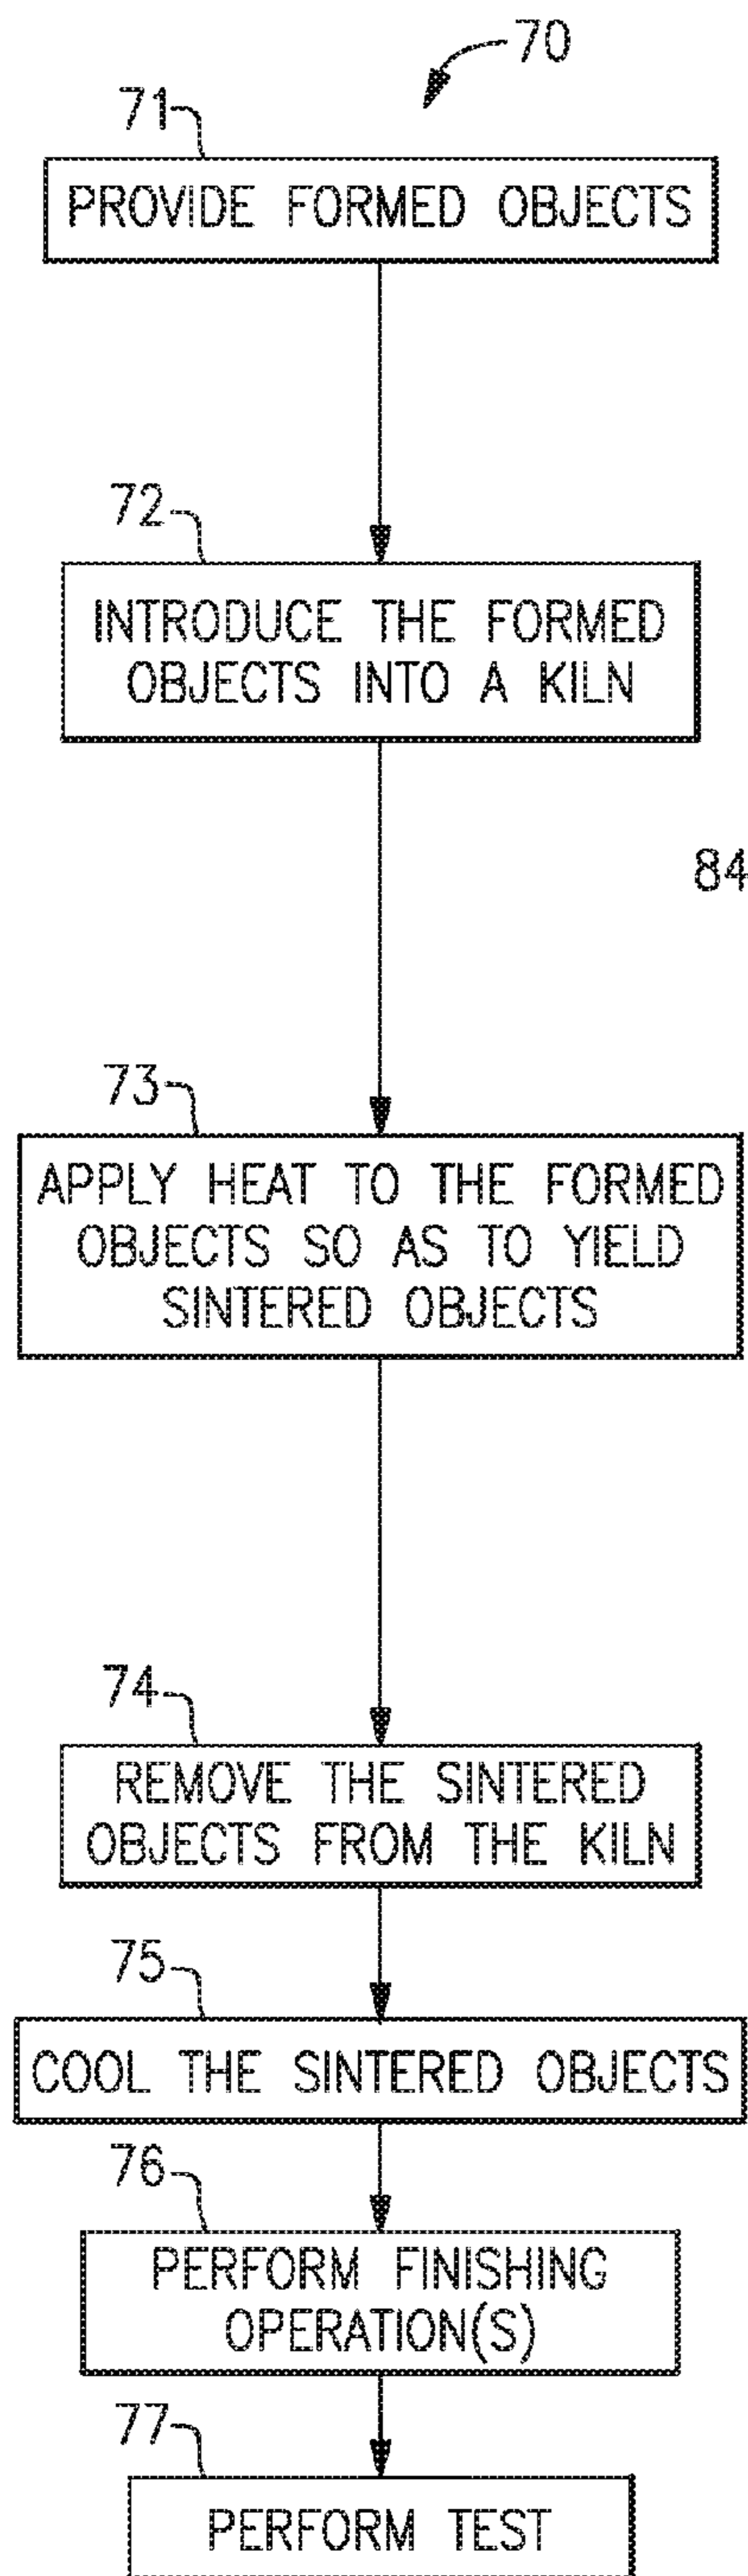 70
71
PROVIDE FORMED OBJECTS
72
INTRODUCE THE FORMED
OBJECTS INTO A KILN
84
73
APPLY HEAT TO THE FORMED
OBJECTS SO AS TO YIELD
SINTERED OBJECTS
74
REMOVE THE SINTERED
OBJECTS FROM THE KILN
75
COOL THE SINTERED OBJECTS
76
PERFORM FINISHING
OPERATION(S)
77
PERFORM TEST